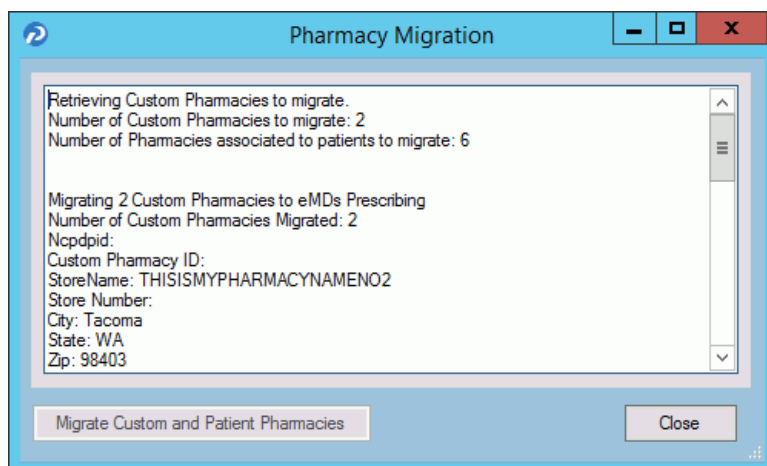 Pharmacy Migration
Retrieving Custom Pharmacies to migrate.
Number of Custom Pharmacies to migrate: 2
Number of Pharmacies associated to patients to migrate: 6
Migrating 2 Custom Pharmacies to eMDs Prescribing
Number of Custom Pharmacies Migrated: 2
Ncpdpid:
Custom Pharmacy ID:
StoreName: THISISMYPHARMACYNAMENO2
Store Number:
City: Tacoma
State: WA
Zip: 98403
Migrate Custom and Patient Pharmacies
Close